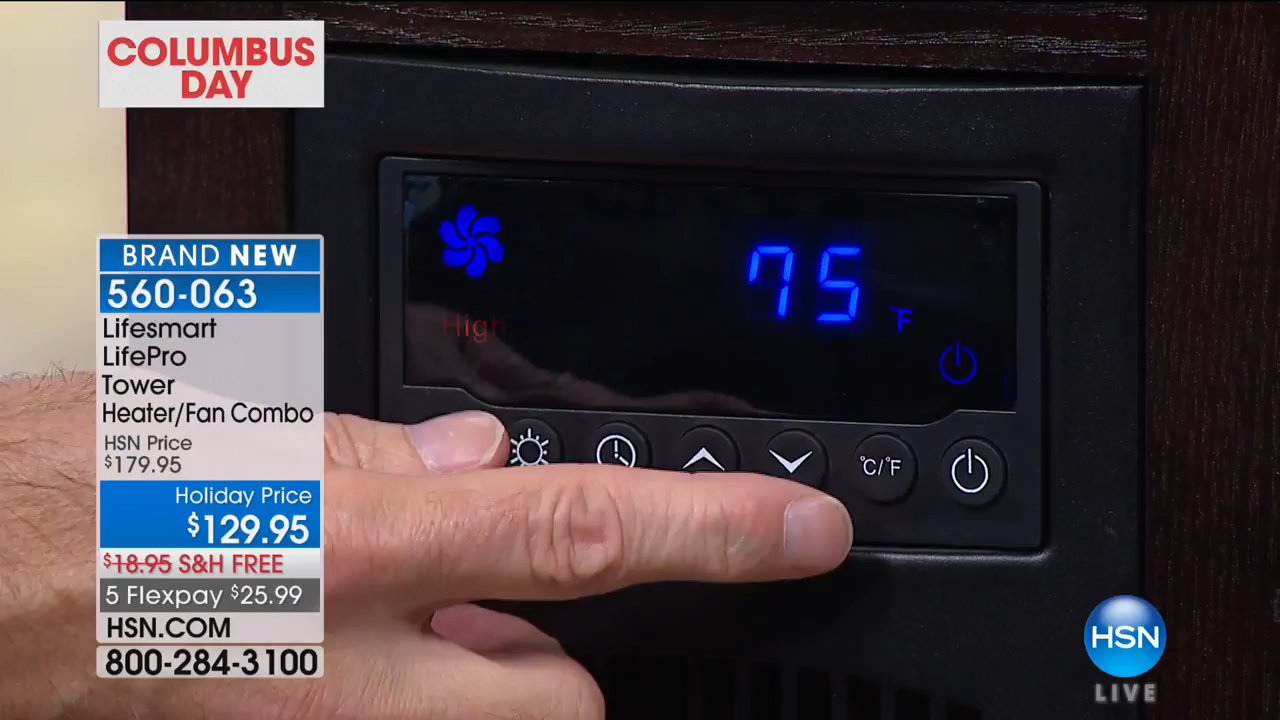 COLUMBUS
DAY
BRAND NEW
560-063
Lifesmart
LifePro
Tower
Heater/Fan Combo
HSN Price
$179.95
Holiday Price
$129.95
$18.95 S&H FREE
5 Flexpay $25.99
HSN.COM
800-284-3100
75
°F
High
°C/°F
HSN
LIVE